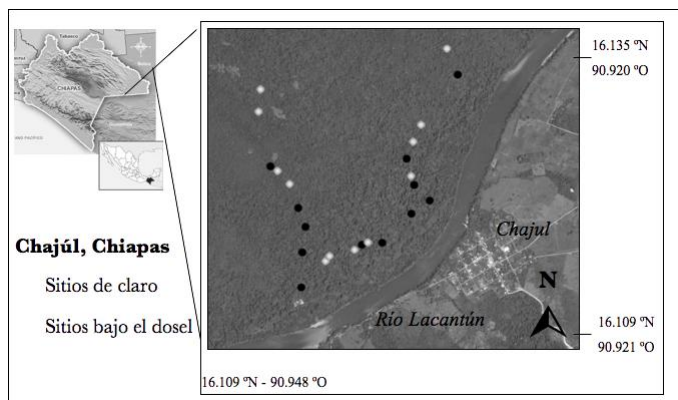 Tabasco
CHIAPAS
Chajúl, Chiapas
Sitios de claro
Sitios bajo el dosel
Chajul
N
Río Lacantún
16.135 ºN
90.920 ºO
16.109 ºN
90.921 ºO
16.109 ºN - 90.948 ºO